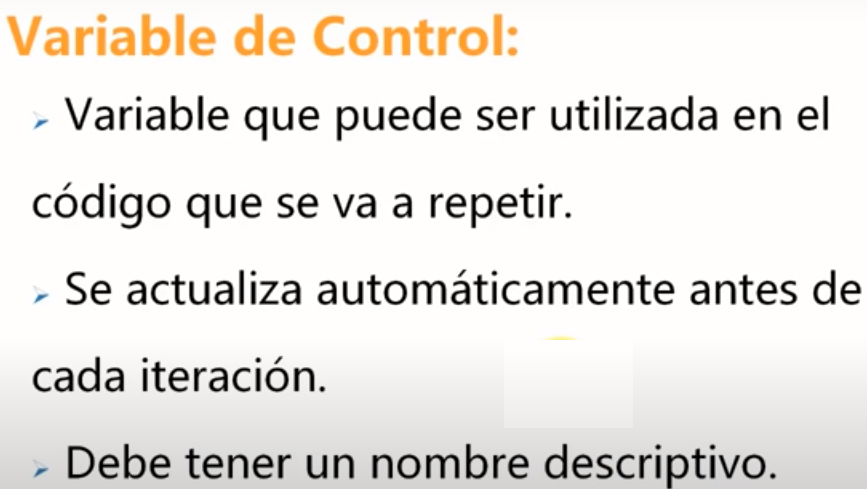 Variable de Control:
Variable que puede ser utilizada en el
código que se va a repetir.
Se actualiza automáticamente antes de
cada iteración.
Debe tener un nombre descriptivo.